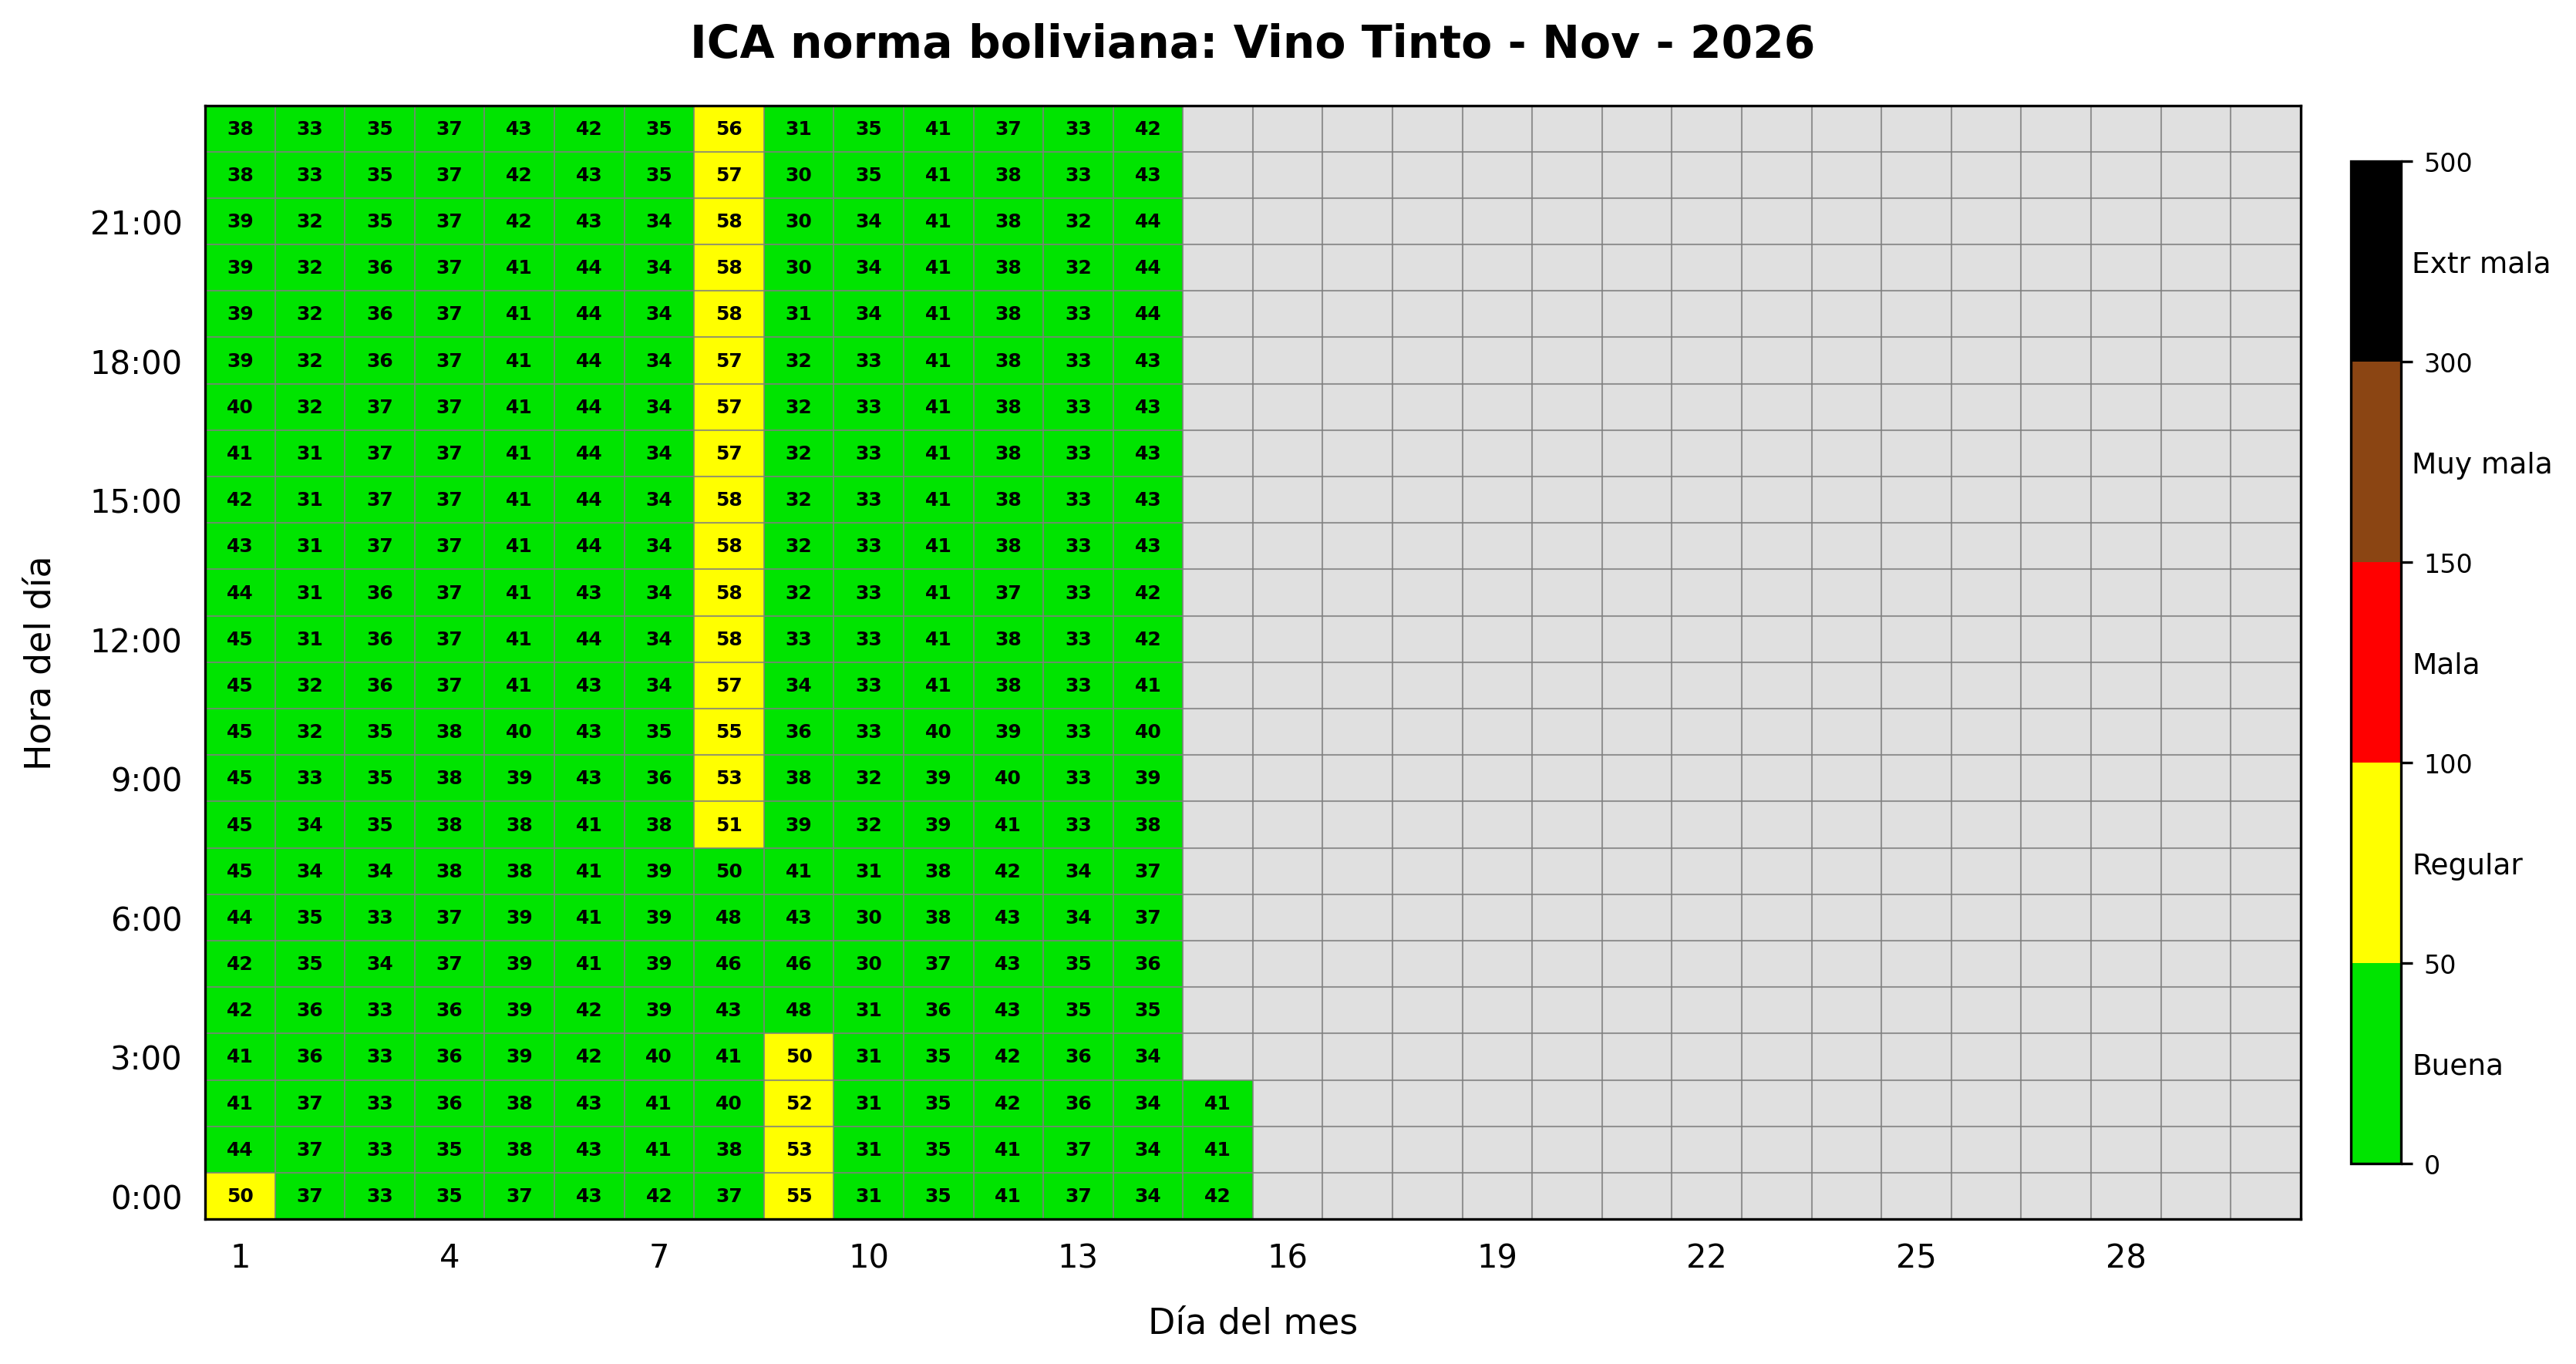 ICA norma boliviana: Vino Tinto - Nov - 2026
38 33 35 37 43 42 35 56 31 35 41 37 33 42
38 33 35 37 42 43 35 57 30 35 41 38 33 43
21:00 39 32 35 37 42 43 34 58 30 34 41 38 32 44
39 32 36 37 41 44 34 58 30 34 41 38 32 44
39 32 36 37 41 44 34 58 31 34 41 38 33 44
18:00 39 32 36 37 41 44 34 57 32 33 41 38 33 43
40 32 37 37 41 44 34 57 32 33 41 38 33 43
41 31 37 37 41 44 34 57 32 33 41 38 33 43
15:00 42 31 37 37 41 44 34 58 32 33 41 38 33 43
43 31 37 37 41 44 34 58 32 33 41 38 33 43
44 31 36 37 41 43 34 58 32 33 41 37 33 42
12:00 45 31 36 37 41 44 34 58 33 33 41 38 33 42
45 32 36 37 41 43 34 57 34 33 41 38 33 41
45 32 35 38 40 43 35 55 36 33 40 39 33 40
9:00 45 33 35 38 39 43 36 53 38 32 39 40 33 39
45 34 35 38 38 41 38 51 39 32 39 41 33 38
45 34 34 38 38 41 39 50 41 31 38 42 34 37
6:00 44 35 33 37 39 41 39 48 43 30 38 43 34 37
42 35 34 37 39 41 39 46 46 30 37 43 35 36
42 36 33 36 39 42 39 43 48 31 36 43 35 35
3:00 41 36 33 36 39 42 40 41 50 31 35 42 36 34
41 37 33 36 38 43 41 40 52 31 35 42 36 34 41
44 37 33 35 38 43 41 38 53 31 35 41 37 34 41
0:00 50 37 33 35 37 43 42 37 55 31 35 41 37 34 42
1 4 7 10 13 16 19 22 25 28
Día del mes
Hora del día
500
Extr mala
300
Muy mala
150
Mala
100
Regular
50
Buena
0